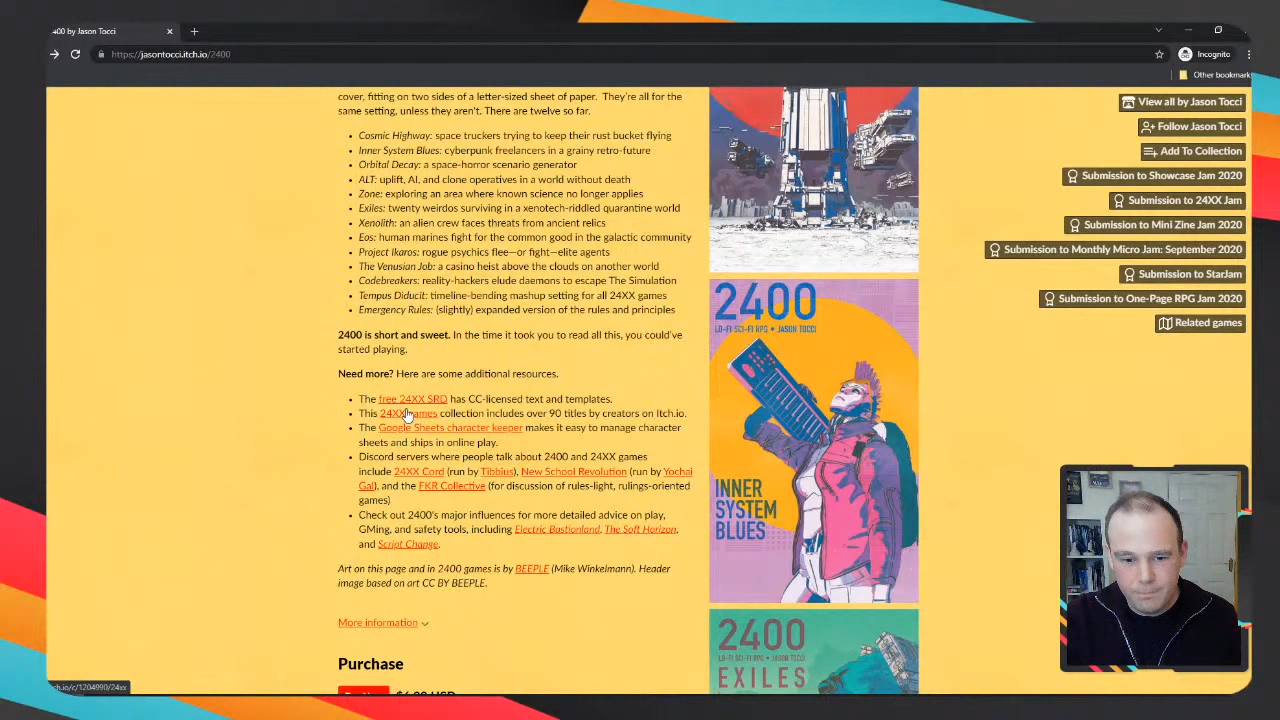 400 by Jason Tocci
https://jasontocci.itch.io/2400
Incognito
Other bookmark
cover, fitting on two sides of a letter-sized sheet of paper. They're all for the
same setting, unless they aren't. There are twelve so far.
• Cosmic Highway: space truckers trying to keep their rust bucket flying
• Inner System Blues: cyberpunk freelancers in a grainy retro-future
• Orbital Decay: a space-horror scenario generator
• ALT: uplift, AI, and clone operatives in a world without death
• Zone: exploring an area where known science no longer applies
• Exiles: twenty weirdos surviving in a xenotech-riddled quarantine world
• Xenolith: an alien crew faces threats from ancient relics
• Eos: human marines fight for the common good in the galactic community
• Project Ikaros: rogue psychics flee—or fight—elite agents
• The Venusian Job: a casino heist above the clouds on another world
• Codebreakers: reality-hackers elude daemons to escape The Simulation
• Tempus Diducit: timeline-bending mashup setting for all 24XX games
• Emergency Rules: (slightly) expanded version of the rules and principles
2400 is short and sweet. In the time it took you to read all this, you could've
started playing.
Need more? Here are some additional resources.
• The free 24XX SRD has CC-licensed text and templates.
• This 24XX games collection includes over 90 titles by creators on Itch.io.
• The Google Sheets character keeper makes it easy to manage character
sheets and ships in online play.
• Discord servers where people talk about 2400 and 24XX games
include 24XX Cord (run by Tibbius), New School Revolution (run by Yochai
Gal), and the FKR Collective (for discussion of rules-light, rulings-oriented
games)
• Check out 2400's major influences for more detailed advice on play,
GMing, and safety tools, including Electric Bastionland, The Soft Horizon,
and Script Change.
Art on this page and in 2400 games is by BEEPLE (Mike Winkelmann). Header
image based on art CC BY BEEPLE.
More information
Purchase
2400
LO-FI SCI-FI RPG • JASON TOCCI
INNER
SYSTEM
BLUES
2400
LO-FI SCI-FI RPG • JASON TOCCI
EXILES
View all by Jason Tocci
Follow Jason Tocci
Add To Collection
Submission to Showcase Jam 2020
Submission to 24XX Jam
Submission to Mini Zine Jam 2020
Submission to Monthly Micro Jam: September 2020
Submission to StarJam
Submission to One-Page RPG Jam 2020
Related games
ch.io/c/1204990/24xx